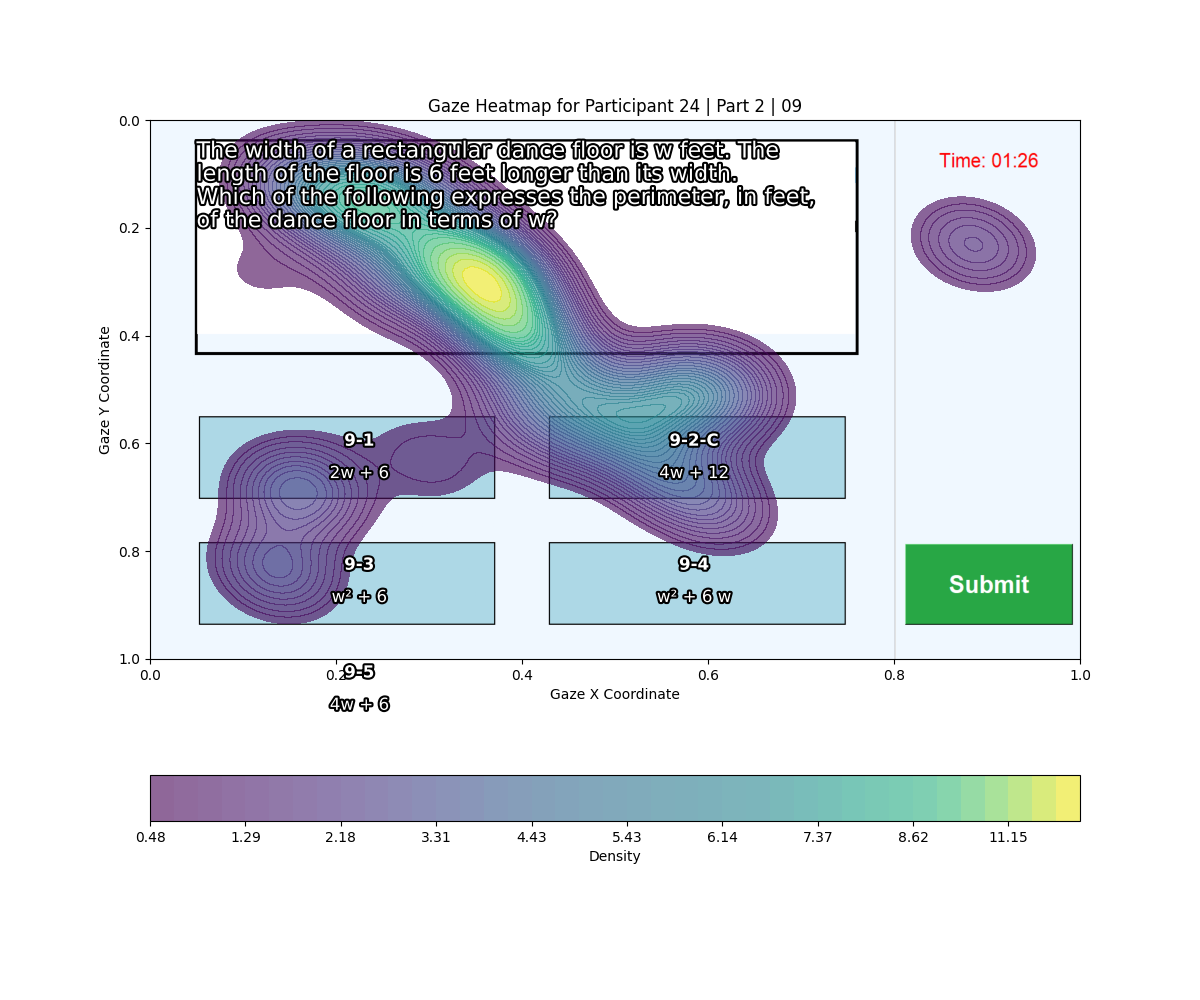 Gaze Heatmap for Participant 24 | Part 2 | 09
The width of a rectangular dance floor is w feet. The
length of the floor is 6 feet longer than its width.
Which of the following expresses the perimeter, in feet,
of the dance floor in terms of w?
Time: 01:26
9-1
2w + 6
9-2-C
4w + 12
9-3
w² + 6
9-4
w² + 6 w
Submit
9-5
4w + 6
0.0
0.2
0.4
0.6
0.8
1.0
Gaze Y Coordinate
0.0 0.2 0.4 0.6 0.8 1.0
Gaze X Coordinate
0.48 1.29 2.18 3.31 4.43 5.43 6.14 7.37 8.62 11.15
Density